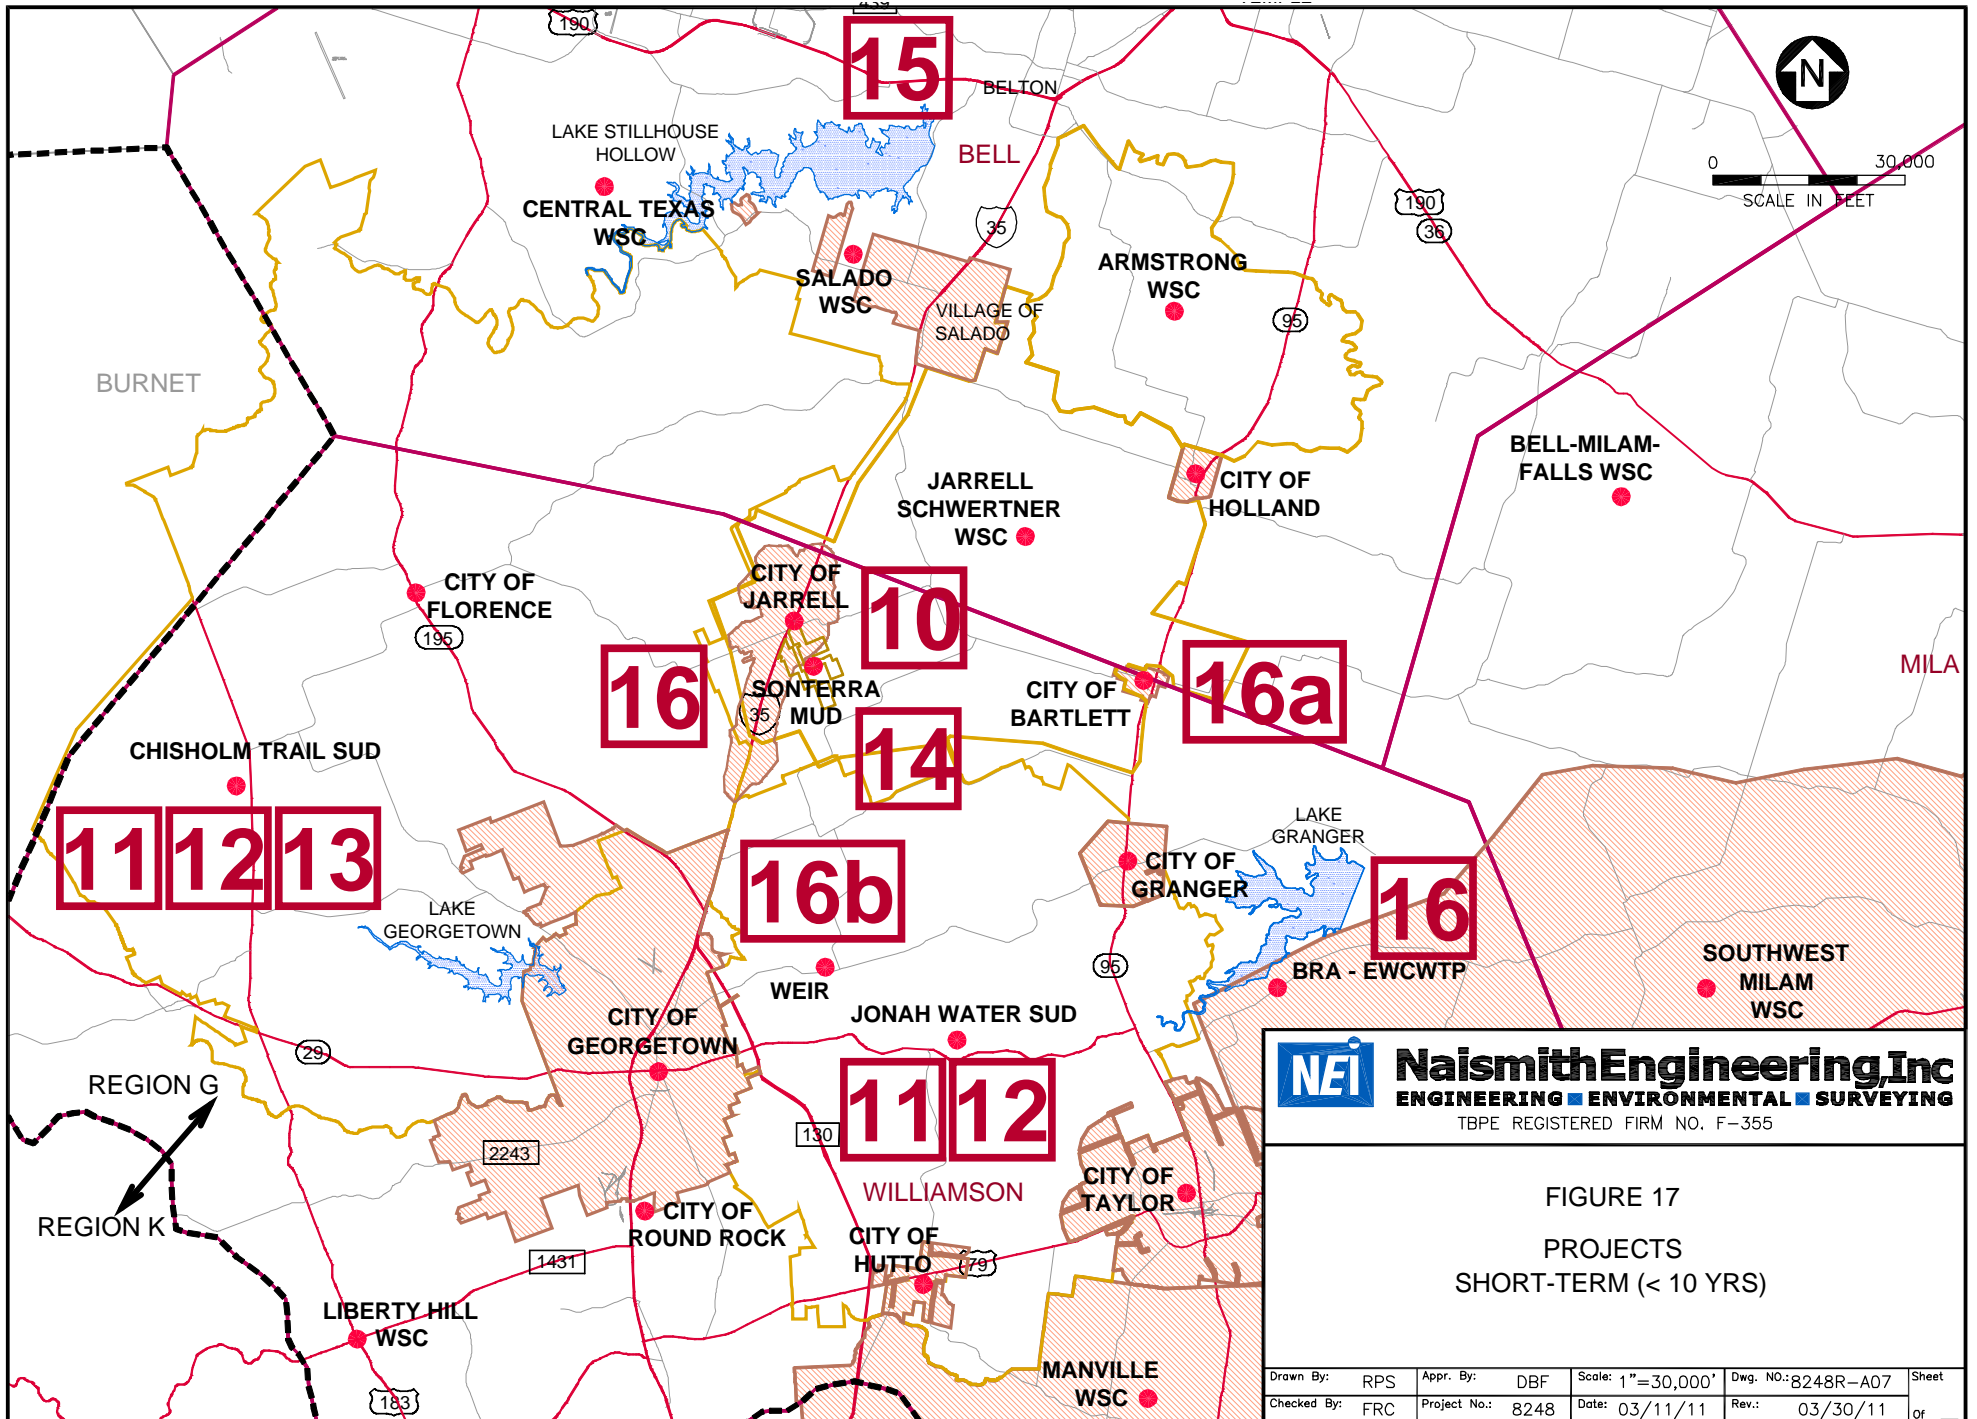 190
15
BELTON
N
LAKE STILLHOUSE
HOLLOW
BELL
0
30,000
SCALE IN FEET
CENTRAL TEXAS
WSC
190
36
35
SALADO
WSC
ARMSTRONG
WSC
VILLAGE OF
SALADO
95
BURNET
BELL-MILAM-
FALLS WSC
JARRELL
SCHWERTNER
WSC
CITY OF
HOLLAND
CITY OF
FLORENCE
195
CITY OF
JARRELL
10
16
SONTERRA
MUD
35
CITY OF
BARTLETT
16a
MILA
14
CHISHOLM TRAIL SUD
11
12
13
LAKE
GRANGER
CITY OF
GRANGER
16b
16
LAKE
GEORGETOWN
95
BRA - EWCWTP
SOUTHWEST
MILAM
WSC
WEIR
CITY OF
GEORGETOWN
JONAH WATER SUD
29
REGION G
REGION K
11
12
130
2243
WILLIAMSON
CITY OF
TAYLOR
CITY OF
ROUND ROCK
CITY OF
HUTTO
79
1431
LIBERTY HILL
WSC
183
MANVILLE
WSC
NEI
NaismithEngineering,Inc
ENGINEERING ENVIRONMENTAL SURVEYING
TBPE REGISTERED FIRM NO. F-355
FIGURE 17
PROJECTS
SHORT-TERM (< 10 YRS)
Drawn By: RPS
Appr. By: DBF
Scale: 1"=30,000'
Dwg. NO.: 8248R-A07
Sheet
Checked By: FRC
Project No.: 8248
Date: 03/11/11
Rev.: 03/30/11
Of